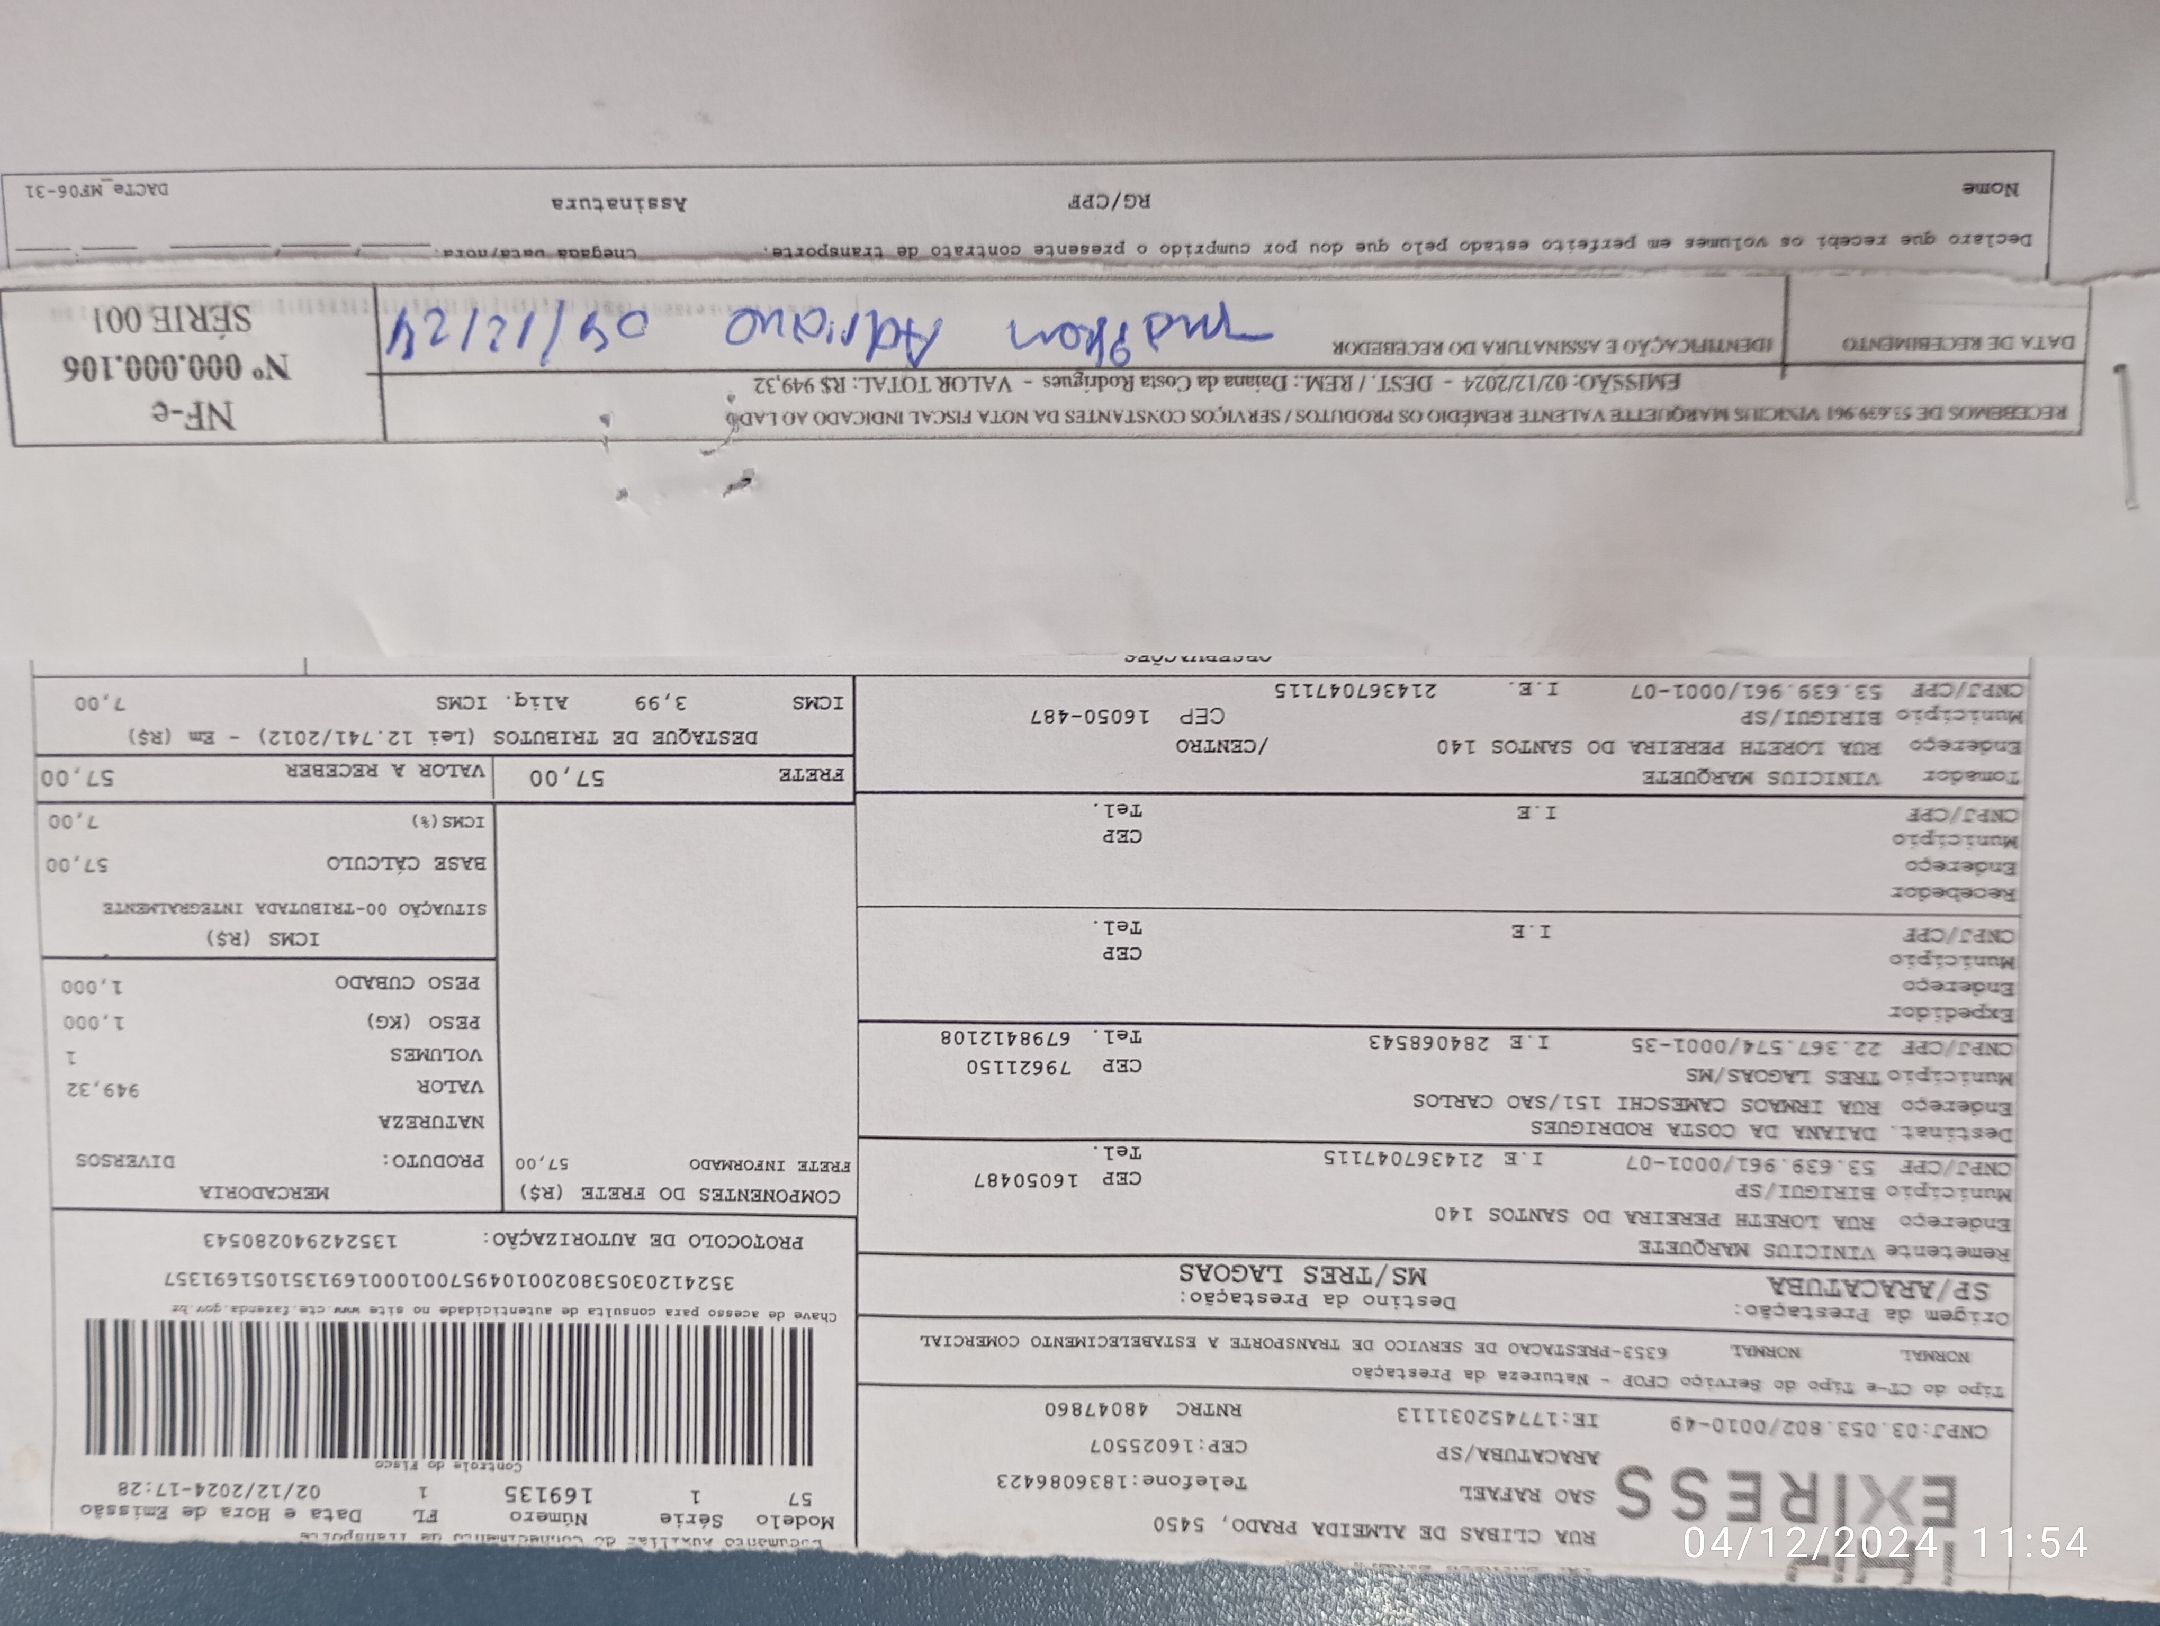 Documento Auxiliar do Conhecimento de Transporte
EXPRESS
RUA CLIBAS DE ALMEIDA PRADO, 5450
SAO RAFAEL
Telefone:1836086423
ARACATUBA/SP
CEP:16025507
CNPJ:03.053.802/0010-49
IE:177452031113
RNTRC 48047860
Modelo Série Número FL Data e Hora de Emissão
57 1 169135 1 02/12/2024-17:28
Controle do Fisco
Tipo do CT-e Tipo do Serviço CFOP - Natureza da Prestação
NORMAL NORMAL 6353-PRESTACAO DE SERVICO DE TRANSPORTE A ESTABELECIMENTO COMERCIAL
Chave de acesso para consulta de autenticidade no site www.cte.fazenda.gov.br
35241203053802001049570010001691351051691357
Origem da Prestação:
SP/ARACATUBA
Destino da Prestação:
MS/TRES LAGOAS
PROTOCOLO DE AUTORIZAÇÃO: 135242940280543
Remetente VINICIUS MARQUETE
Endereço RUA LORETH PEREIRA DO SANTOS 140
Município BIRIGUI/SP
CEP 16050487
CNPJ/CPF 53.639.961/0001-07 I.E 214367047115 Tel.
Destinat. DAIANA DA COSTA RODRIGUES
Endereço RUA IRMAOS CAMESCHI 151/SAO CARLOS
Município TRES LAGOAS/MS
CEP 79621150
CNPJ/CPF 22.367.574/0001-35 I.E 284068543 Tel. 6798412108
Expedidor
Endereço
Município
CEP
CNPJ/CPF I.E Tel.
Recebedor
Endereço
Município
CEP
CNPJ/CPF I.E Tel.
Tomador VINICIUS MARQUETE
Endereço RUA LORETH PEREIRA DO SANTOS 140 /CENTRO
Município BIRIGUI/SP CEP 16050-487
CNPJ/CPF 53.639.961/0001-07 I.E. 214367047115
COMPONENTES DO FRETE (R$)
FRETE INFORMADO 57,00
MERCADORIA
PRODUTO: DIVERSOS
NATUREZA
VALOR 949,32
VOLUMES 1
PESO (KG) 1,000
PESO CUBADO 1,000
ICMS (R$)
SITUAÇÃO 00-TRIBUTADA INTEGRALMENTE
BASE CÁLCULO 57,00
ICMS(%) 7,00
FRETE 57,00 VALOR A RECEBER 57,00
DESTAQUE DE TRIBUTOS (Lei 12.741/2012) - Em (R$)
ICMS 3,99 Aliq. ICMS 7,00
OBSERVAÇÕES
RECEBEMOS DE 53.639.961 VINICIUS MARQUETTE VALENTE REMÉDIO OS PRODUTOS / SERVIÇOS CONSTANTES DA NOTA FISCAL INDICADO AO LADO
EMISSÃO: 02/12/2024 - DEST. / REM.: Daiana da Costa Rodrigues - VALOR TOTAL: R$ 949,32
DATA DE RECEBIMENTO
IDENTIFICAÇÃO E ASSINATURA DO RECEBEDOR
Adriano 04/12/24
NF-e
Nº 000.000.106
SÉRIE 001
Declaro que recebi os volumes em perfeito estado pelo que dou por cumprido o presente contrato de transporte. Chegada Data/hora:
Nome RG/CPF Assinatura
DACTe_MF06-31
04/12/2024 11:54